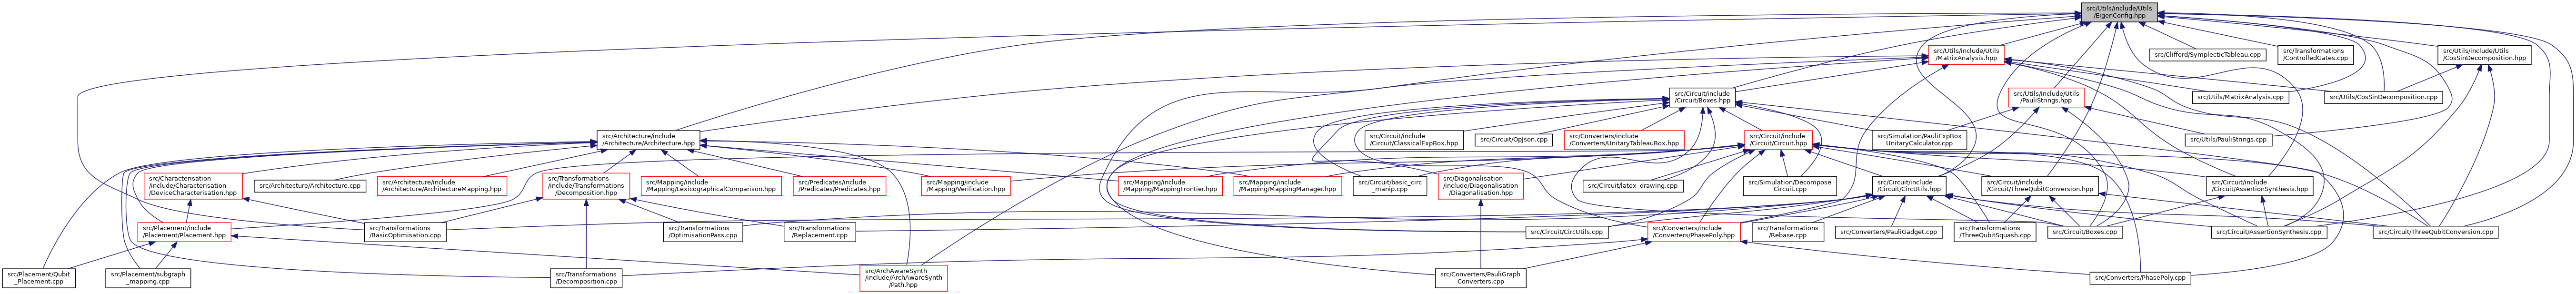 src/Utils/include/Utils
/EigenConfig.hpp
src/Utils/include/Utils
/MatrixAnalysis.hpp
src/Clifford/SymplecticTableau.cpp
src/Transformations
/ControlledGates.cpp
src/Utils/include/Utils
/CosSinDecomposition.hpp
src/Circuit/include
/Circuit/Boxes.hpp
src/Utils/include/Utils
/PauliStrings.hpp
src/Utils/MatrixAnalysis.cpp
src/Utils/CosSinDecomposition.cpp
src/Architecture/include
/Architecture/Architecture.hpp
src/Circuit/include
/Circuit/ClassicalExpBox.hpp
src/Circuit/OpJson.cpp
src/Converters/include
/Converters/UnitaryTableauBox.hpp
src/Circuit/include
/Circuit/Circuit.hpp
src/Simulation/PauliExpBox
UnitaryCalculator.cpp
src/Utils/PauliStrings.cpp
src/Characterisation
/include/Characterisation
/DeviceCharacterisation.hpp
src/Architecture/Architecture.cpp
src/Architecture/include
/Architecture/ArchitectureMapping.hpp
src/Transformations
/include/Transformations
/Decomposition.hpp
src/Mapping/include
/Mapping/LexicographicalComparison.hpp
src/Predicates/include
/Predicates/Predicates.hpp
src/Mapping/include
/Mapping/Verification.hpp
src/Mapping/include
/Mapping/MappingFrontier.hpp
src/Mapping/include
/Mapping/MappingManager.hpp
src/Circuit/basic_circ
_manip.cpp
src/Diagonalisation
/include/Diagonalisation
/Diagonalisation.hpp
src/Circuit/latex_drawing.cpp
src/Simulation/Decompose
Circuit.cpp
src/Circuit/include
/Circuit/CircUtils.hpp
src/Circuit/include
/Circuit/ThreeQubitConversion.hpp
src/Circuit/include
/Circuit/AssertionSynthesis.hpp
src/Placement/include
/Placement/Placement.hpp
src/Transformations
/BasicOptimisation.cpp
src/Transformations
/OptimisationPass.cpp
src/Transformations
/Replacement.cpp
src/Circuit/CircUtils.cpp
src/Converters/include
/Converters/PhasePoly.hpp
src/Transformations
/Rebase.cpp
src/Converters/PauliGadget.cpp
src/Transformations
/ThreeQubitSquash.cpp
src/Circuit/Boxes.cpp
src/Circuit/AssertionSynthesis.cpp
src/Circuit/ThreeQubitConversion.cpp
src/Placement/Qubit
_Placement.cpp
src/Placement/subgraph
_mapping.cpp
src/Transformations
/Decomposition.cpp
src/ArchAwareSynth
/include/ArchAwareSynth
/Path.hpp
src/Converters/PauliGraph
Converters.cpp
src/Converters/PhasePoly.cpp